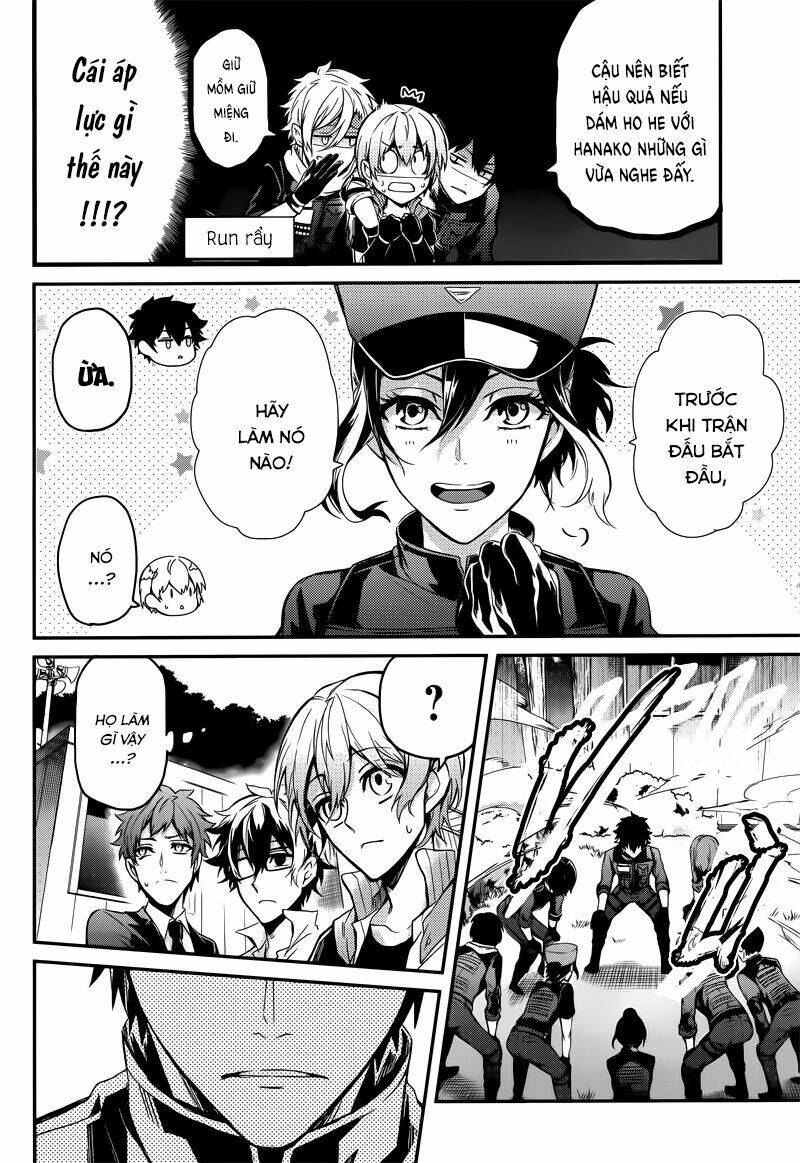 CẬU NÊN BIẾT
HẬU QUẢ NẾU
DÁM HO HE VỚI
HANAKO NHỮNG GÌ
VỪA NGHE ĐẤY.
GIỮ
MỒM GIỮ
MIỆNG
ĐI.
Run rẩy
Cái áp
lực gì
thế này
!!!?
TRƯỚC
KHI TRẬN
ĐẤU BẮT
ĐẦU,
HÃY
LÀM NÓ
NÀO!
ỪA.
NÓ
...?
?
HỌ LÀM
GÌ VẬY
...?